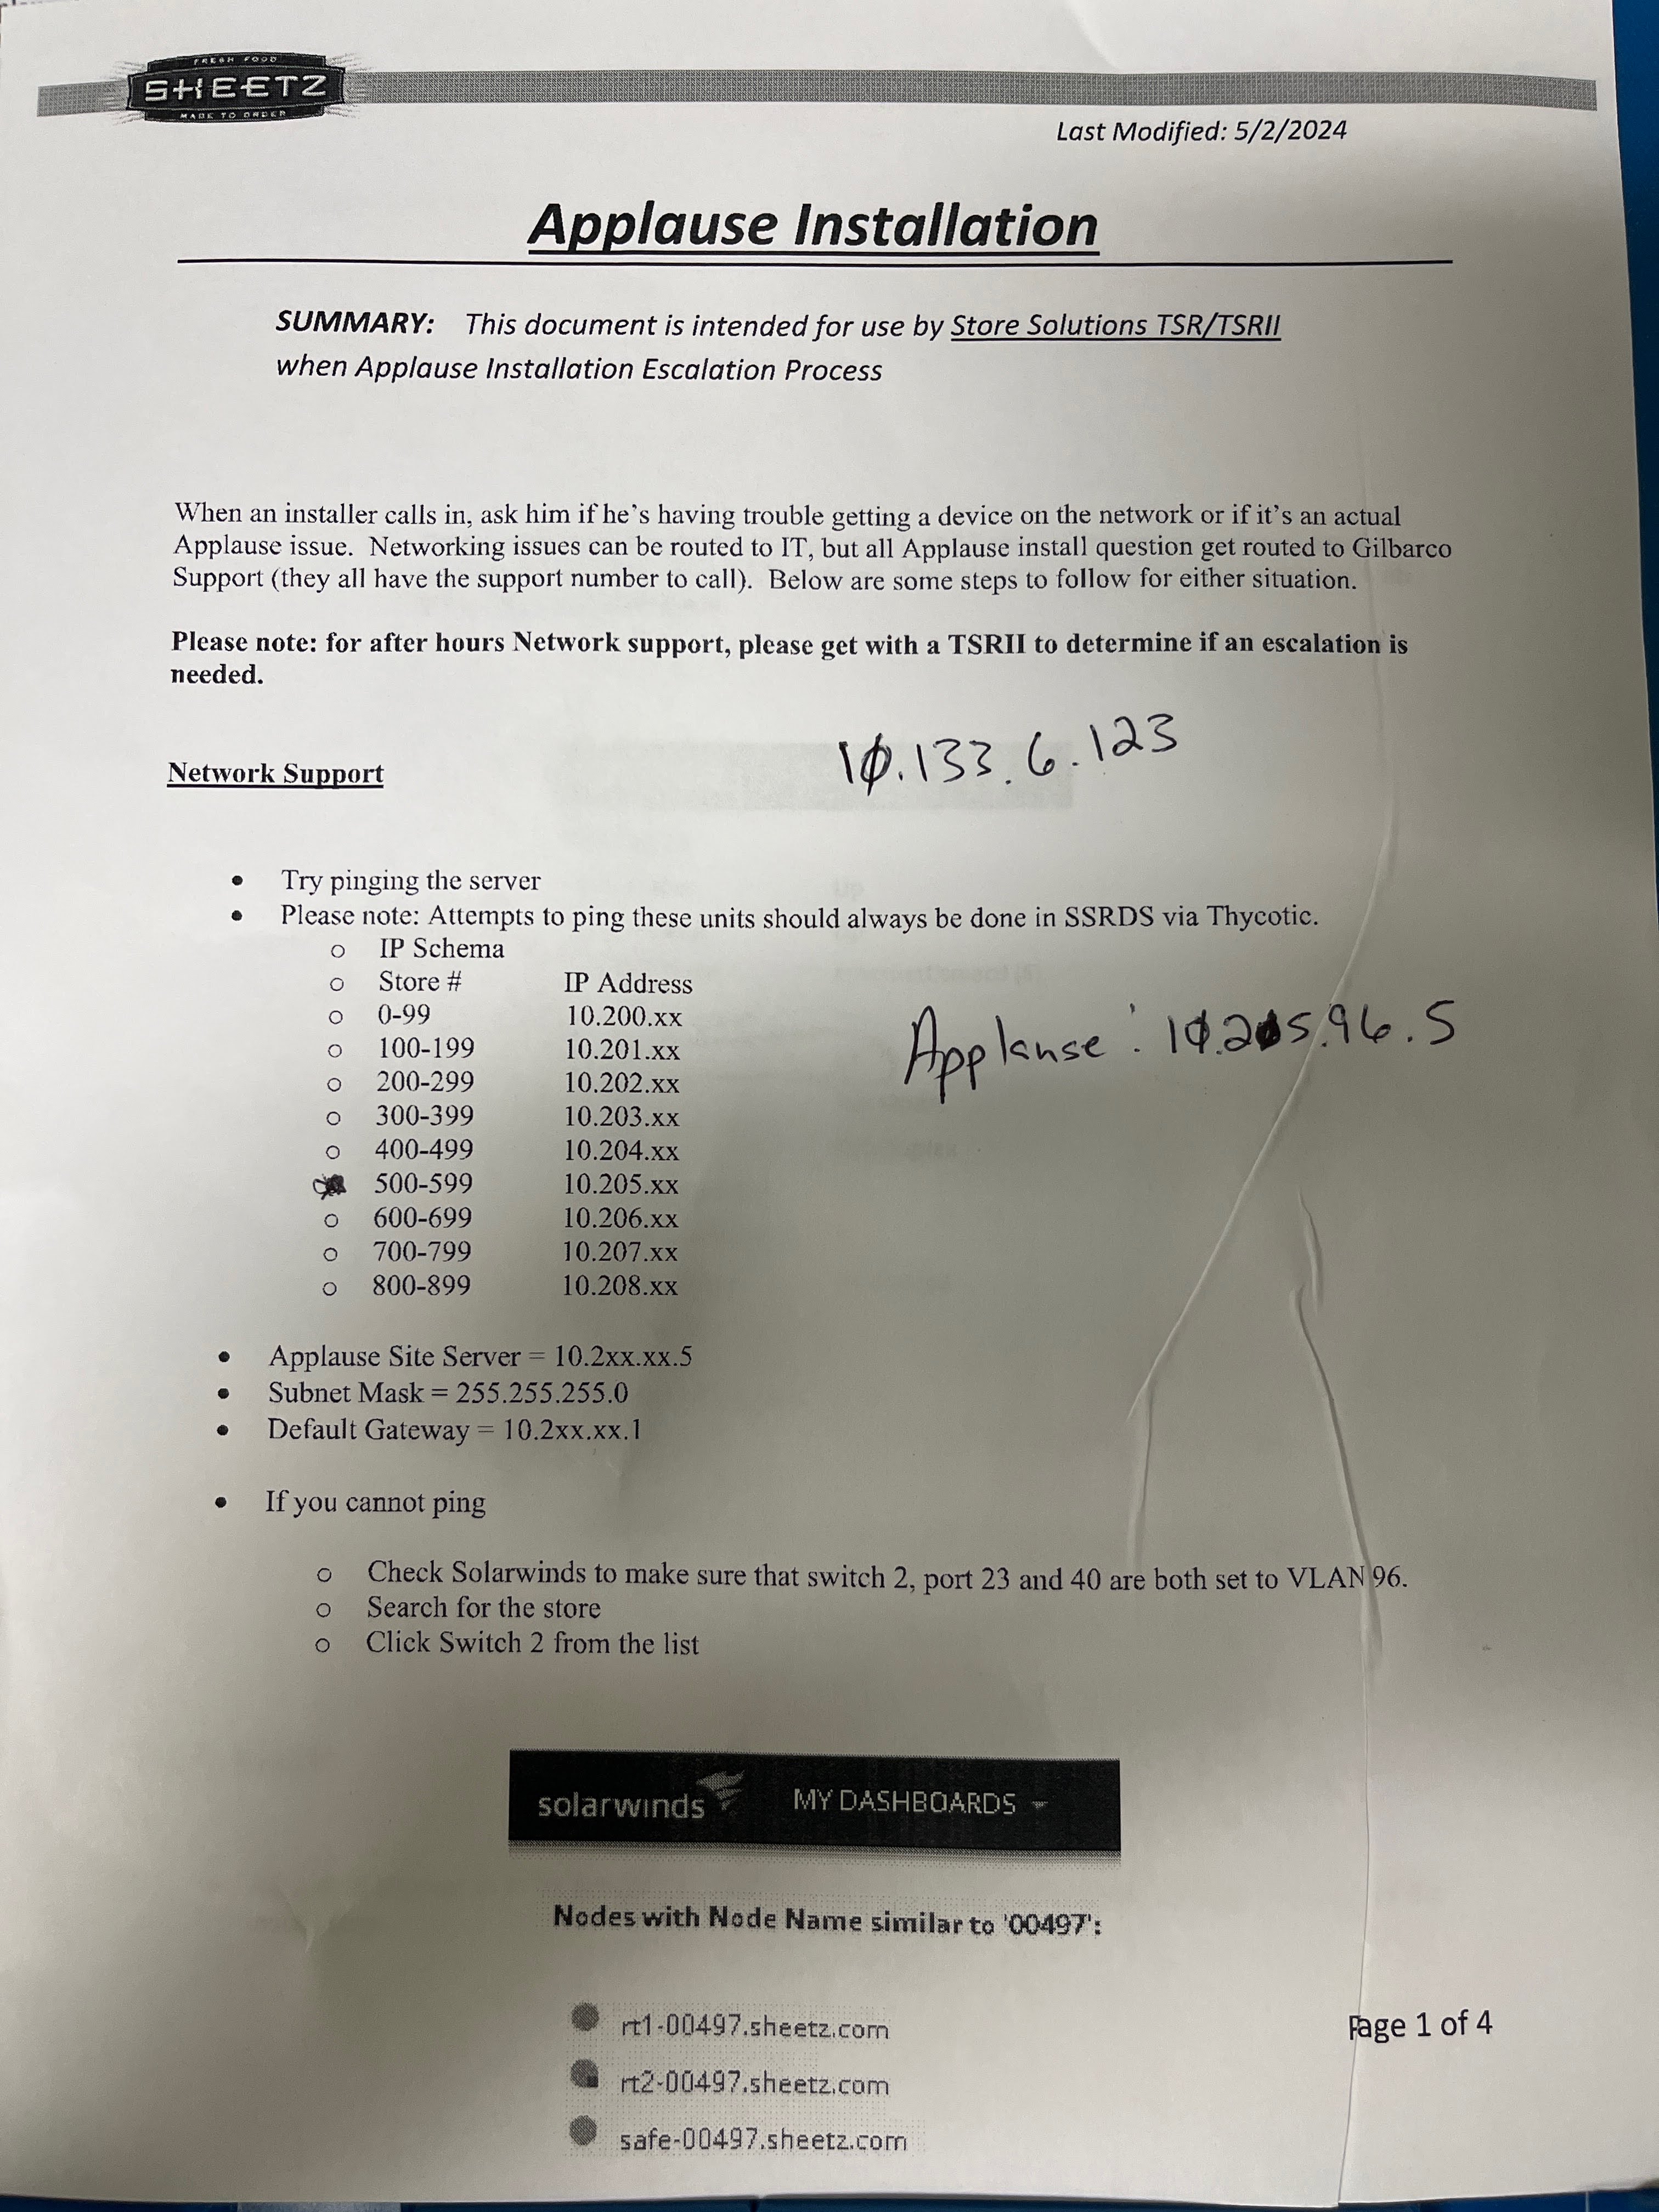 FRESH FOOD
SHEETZ
MADE TO ORDER
Last Modified: 5/2/2024
Applause Installation
SUMMARY: This document is intended for use by Store Solutions TSR/TSRII
when Applause Installation Escalation Process
When an installer calls in, ask him if he's having trouble getting a device on the network or if it's an actual
Applause issue. Networking issues can be routed to IT, but all Applause install question get routed to Gilbarco
Support (they all have the support number to call). Below are some steps to follow for either situation.
Please note: for after hours Network support, please get with a TSRII to determine if an escalation is
needed.
10.133.6.123
Network Support
• Try pinging the server
• Please note: Attempts to ping these units should always be done in SSRDS via Thycotic.
o IP Schema
o Store # IP Address
o 0-99 10.200.xx
o 100-199 10.201.xx
Applause: 10.205.96.5
o 200-299 10.202.xx
o 300-399 10.203.xx
o 400-499 10.204.xx
500-599 10.205.xx
o 600-699 10.206.xx
o 700-799 10.207.xx
o 800-899 10.208.xx
• Applause Site Server = 10.2xx.xx.5
• Subnet Mask = 255.255.255.0
• Default Gateway = 10.2xx.xx.1
• If you cannot ping
o Check Solarwinds to make sure that switch 2, port 23 and 40 are both set to VLAN 96.
o Search for the store
o Click Switch 2 from the list
solarwinds MY DASHBOARDS
Nodes with Node Name similar to '00497':
rt1-00497.sheetz.com
Page 1 of 4
rt2-00497.sheetz.com
safe-00497.sheetz.com